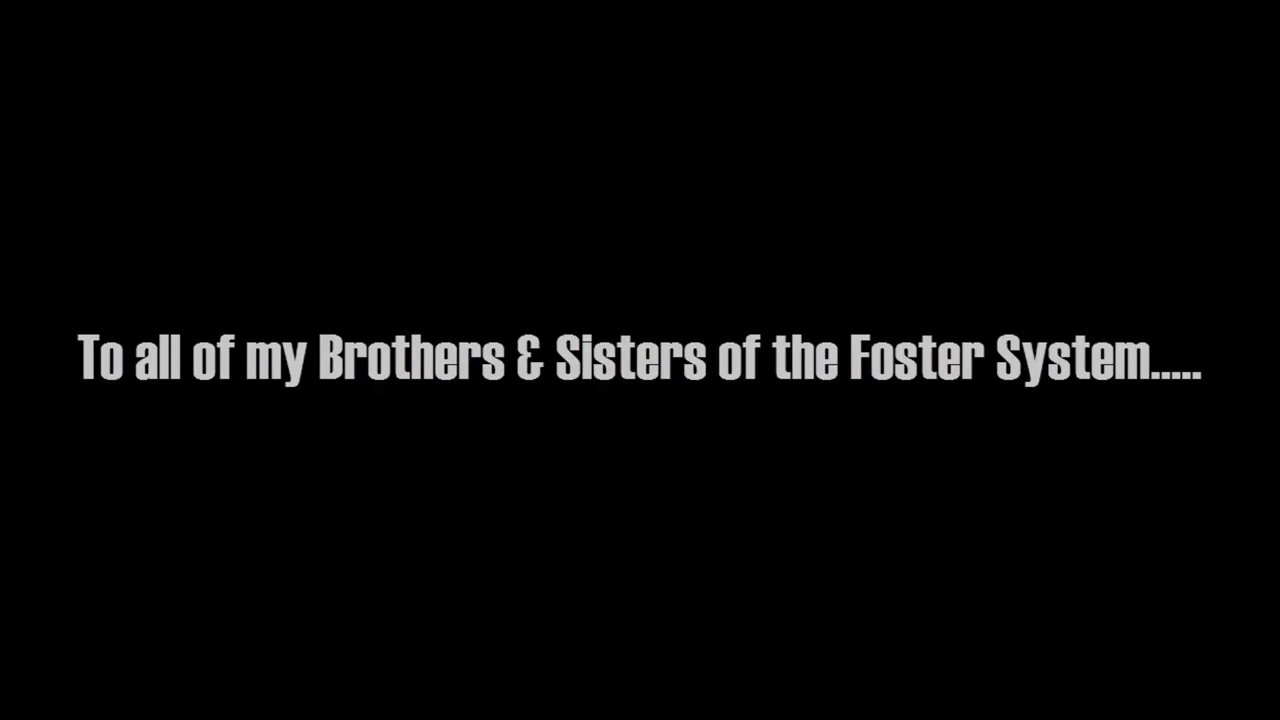 To all of my Brothers & Sisters of the Foster System.....